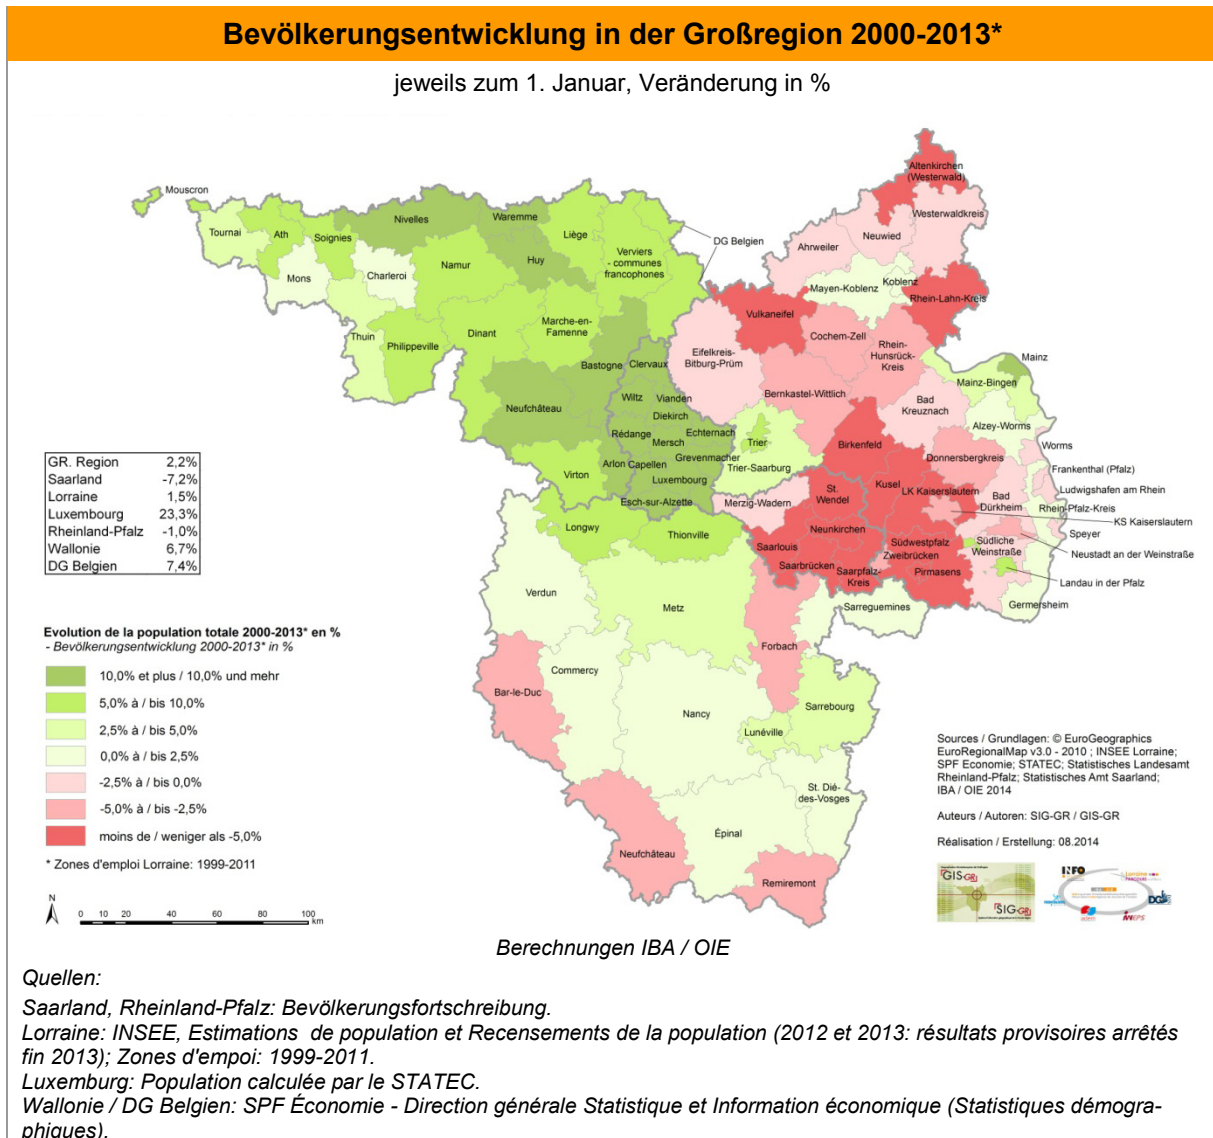 Bevölkerungsentwicklung in der Großregion 2000-2013*
jeweils zum 1. Januar, Veränderung in %
Altenkirchen
(Westerwald)
Mouscron
Westerwaldkreis
Nivelles
Waremme
Tournai
Ath
Soignies
Liège
DG Belgien
Neuwied
Ahrweiler
Verviers
- communes
francophones
Huy
Namur
Mons
Charleroi
Koblenz
Mayen-Koblenz
Rhein-Lahn-Kreis
Vulkaneifel
Marche-en-
Famenne
Dinant
Thuin
Philippeville
Cochem-Zell
Rhein-
Hunsrück-
Kreis
Eifelkreis-
Bitburg-Prüm
Mainz
Bastogne
Clervaux
Mainz-Bingen
Bernkastel-Wittlich
Bad
Kreuznach
Wiltz
Vianden
Neufchâteau
Diekirch
Alzey-Worms
Rédange
Echternach
Mersch
Trier
Birkenfeld
Worms
Donnersbergkreis
Grevenmacher
Arlon
Capellen
Trier-Saarburg
Frankenthal (Pfalz)
Virton
Luxembourg
Kusel
LK Kaiserslautern
Ludwigshafen am Rhein
St.
Wendel
Bad
Dürkheim
Esch-sur-Alzette
Merzig-Wadern
Rhein-Pfalz-Kreis
KS Kaiserslautern
Longwy
Thionville
Neunkirchen
Speyer
Saarlouis
Südwestpfalz
Südliche
Weinstraße
Neustadt an der Weinstraße
Zweibrücken
Saarbrücken
Saarpfalz-
Kreis
Pirmasens
Landau in der Pfalz
Verdun
Metz
Sarreguemines
Germersheim
Forbach
Commercy
Bar-le-Duc
Nancy
Sarrebourg
Lunéville
St. Dié-
des-Vosges
Épinal
Neufchâteau
Remiremont
GR. Region 2,2%
Saarland -7,2%
Lorraine 1,5%
Luxembourg 23,3%
Rheinland-Pfalz -1,0%
Wallonie 6,7%
DG Belgien 7,4%
Evolution de la population totale 2000-2013* en %
- Bevölkerungsentwicklung 2000-2013* in %
10,0% et plus / 10,0% und mehr
5,0% à / bis 10,0%
2,5% à / bis 5,0%
0,0% à / bis 2,5%
-2,5% à / bis 0,0%
-5,0% à / bis -2,5%
moins de / weniger als -5,0%
* Zones d'emploi Lorraine: 1999-2011
N
0 10 20 40 60 80 100
km
Sources / Grundlagen: © EuroGeographics
EuroRegionalMap v3.0 - 2010 ; INSEE Lorraine;
SPF Economie; STATEC; Statistisches Landesamt
Rheinland-Pfalz; Statistisches Amt Saarland;
IBA / OIE 2014
Auteurs / Autoren: SIG-GR / GIS-GR
Réalisation / Erstellung: 08.2014
GIS-GR
SIG-GR
INFO
Lorraine
DG
Berechnungen IBA / OIE
Quellen:
Saarland, Rheinland-Pfalz: Bevölkerungsfortschreibung.
Lorraine: INSEE, Estimations de population et Recensements de la population (2012 et 2013: résultats provisoires arrêtés
fin 2013); Zones d'empoi: 1999-2011.
Luxemburg: Population calculée par le STATEC.
Wallonie / DG Belgien: SPF Économie - Direction générale Statistique et Information économique (Statistiques démogra-
phiques).